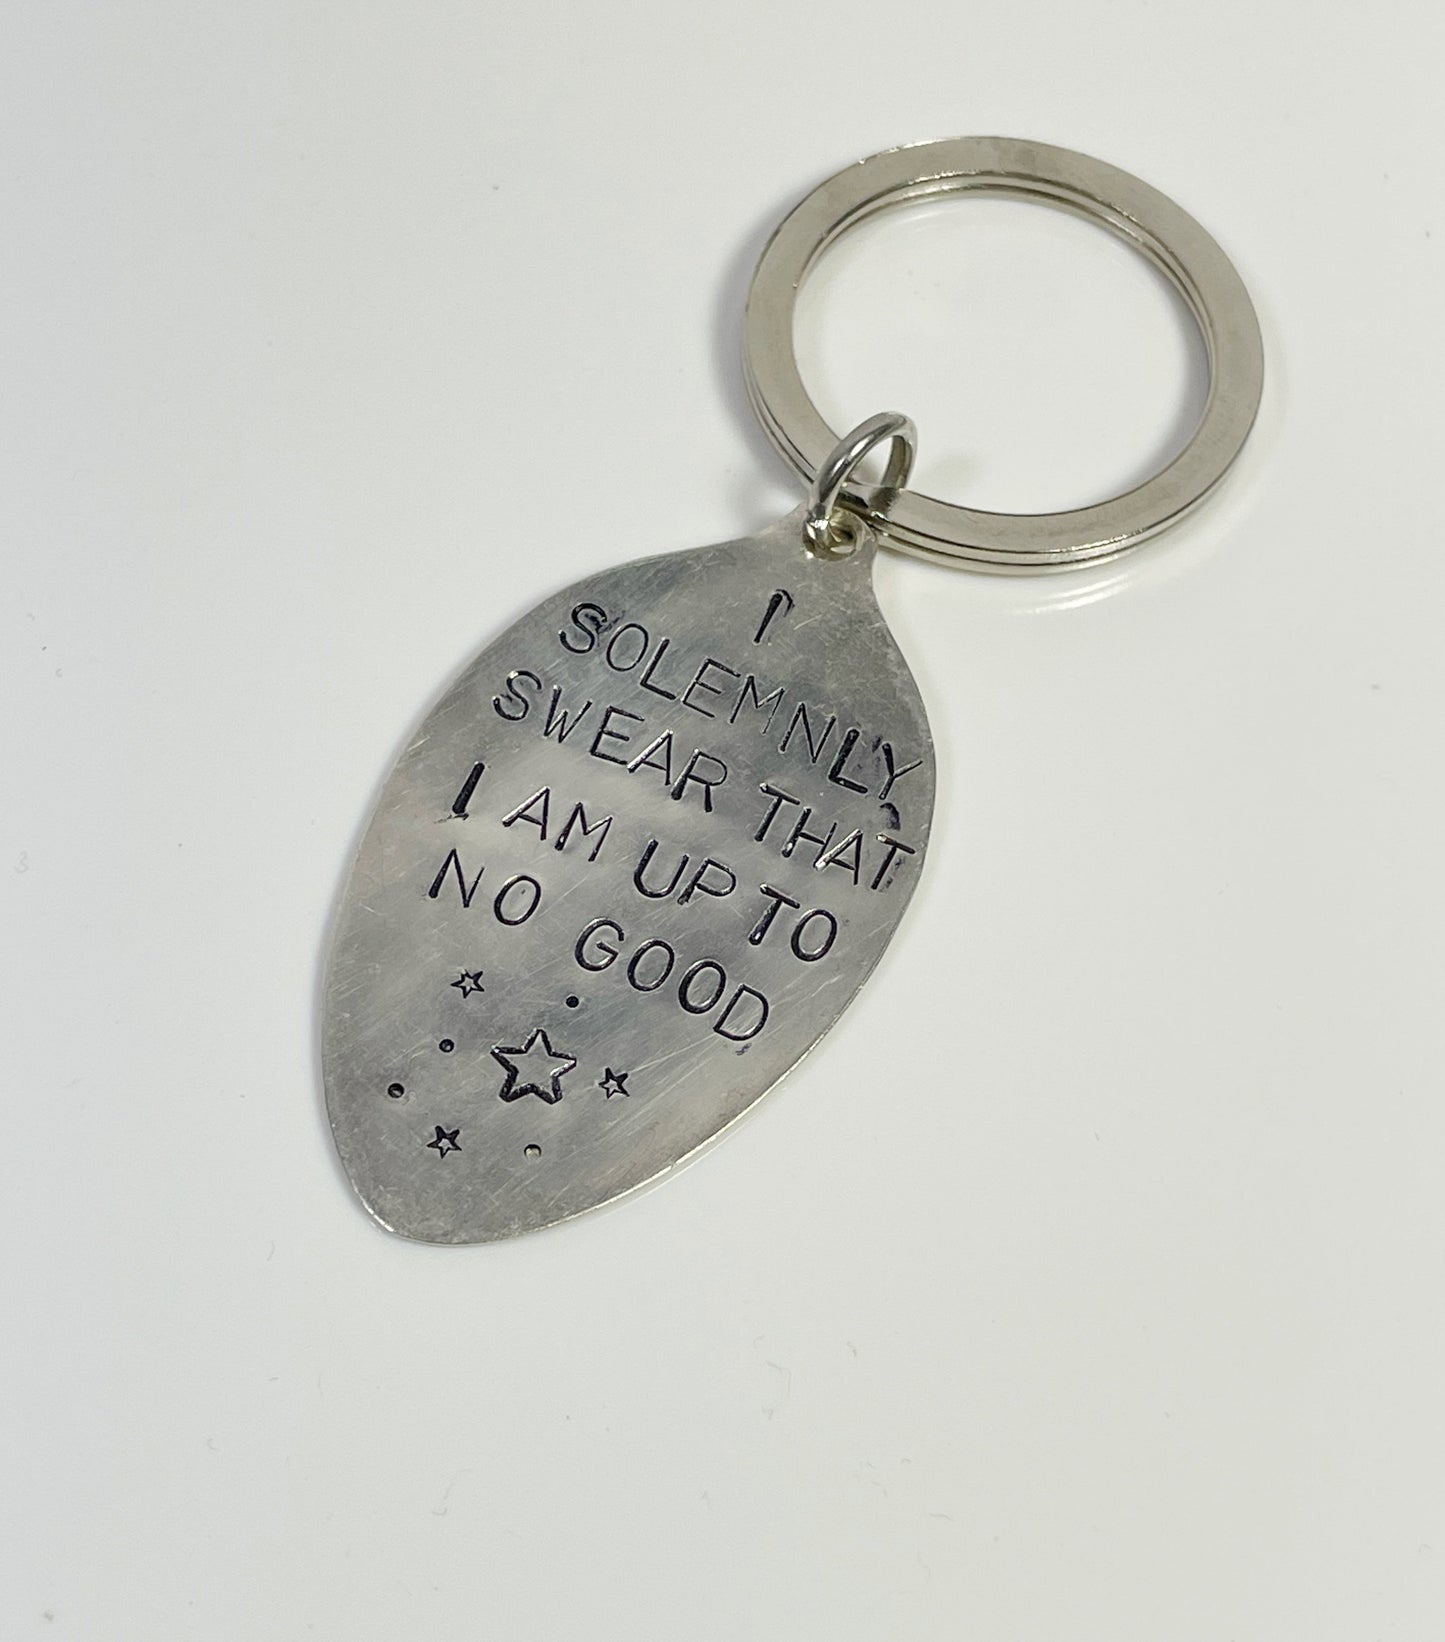 I
SOLEMNLY
SWEAR THAT
I AM UP TO
NO GOOD